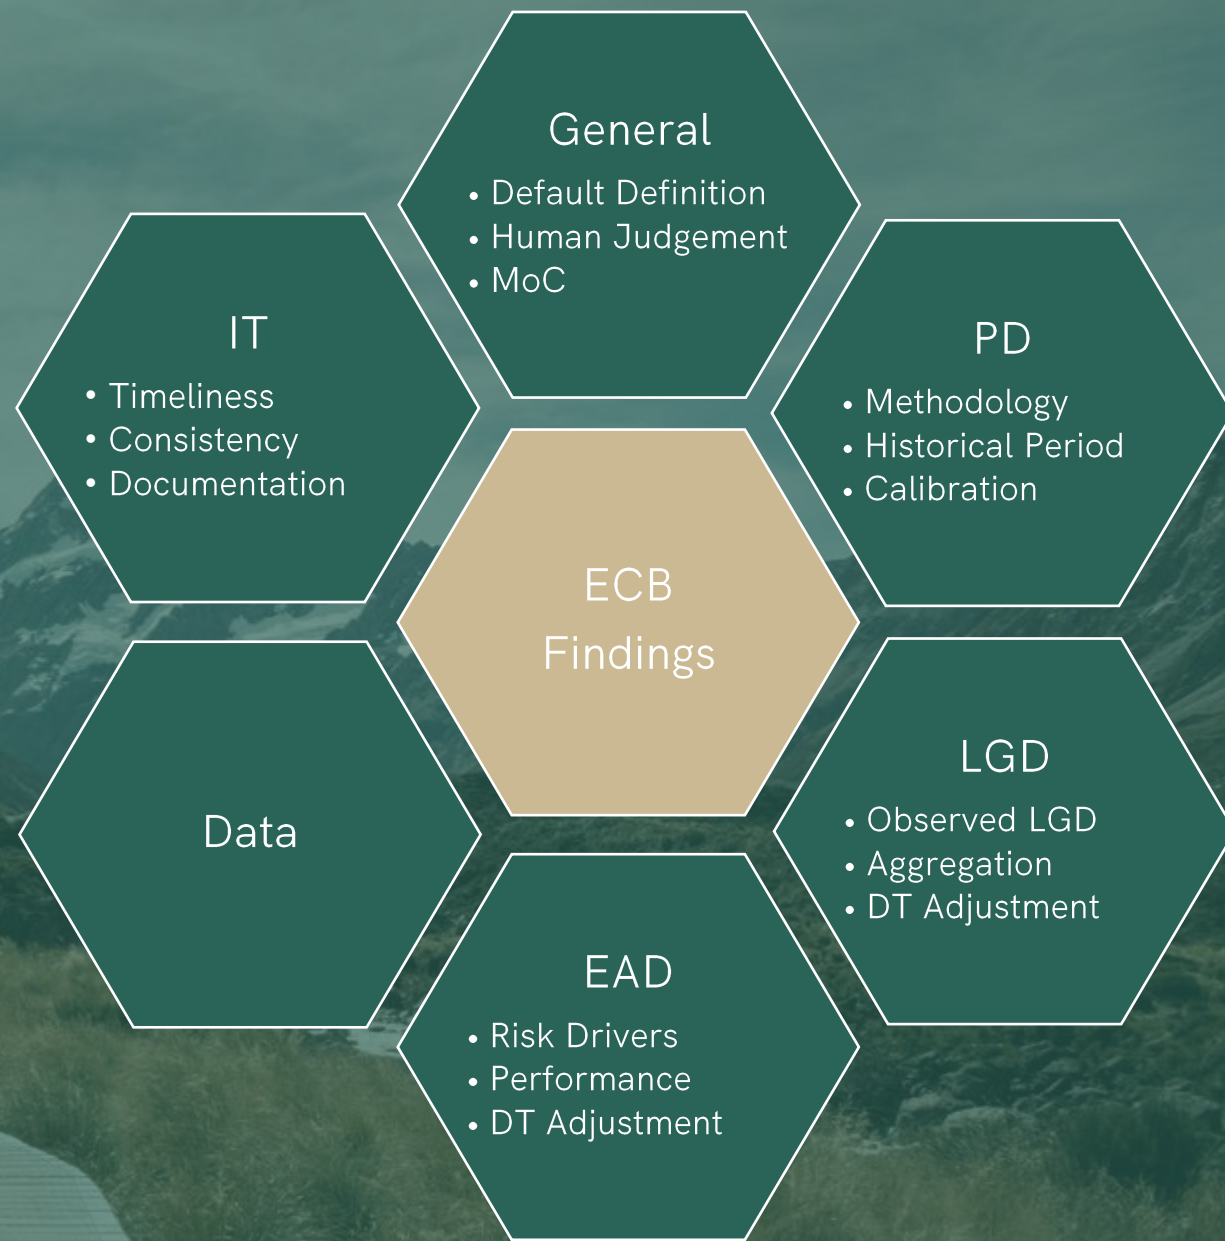 General
• Default Definition
• Human Judgement
• MoC
IT
• Timeliness
• Consistency
• Documentation
PD
• Methodology
• Historical Period
• Calibration
ECB
Findings
Data
LGD
• Observed LGD
• Aggregation
• DT Adjustment
EAD
• Risk Drivers
• Performance
• DT Adjustment